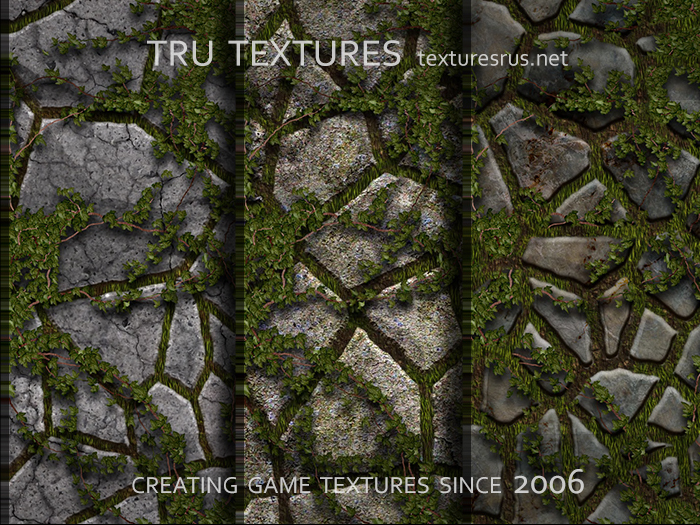 TRU TEXTURES texturesrus.net
CREATING GAME TEXTURES SINCE 2006